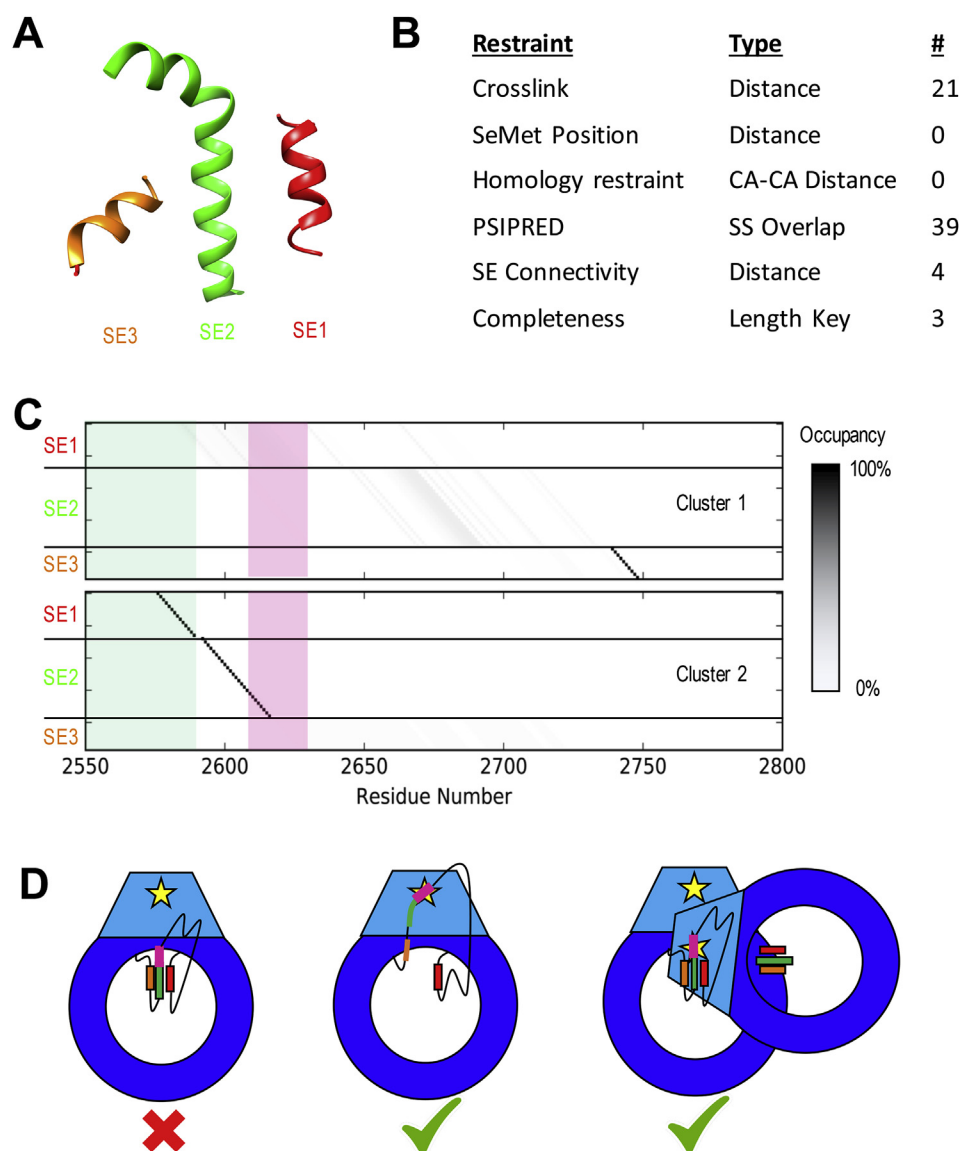 A
SE3 SE2 SE1
B
Restraint Type #
Crosslink Distance 21
SeMet Position Distance 0
Homology restraint CA-CA Distance 0
PSIPRED SS Overlap 39
SE Connectivity Distance 4
Completeness Length Key 3
C
SE1
SE2
SE3
Cluster 1
SE1
SE2
SE3
Cluster 2
2550 2600 2650 2700 2750 2800
Residue Number
Occupancy
100%
0%
D